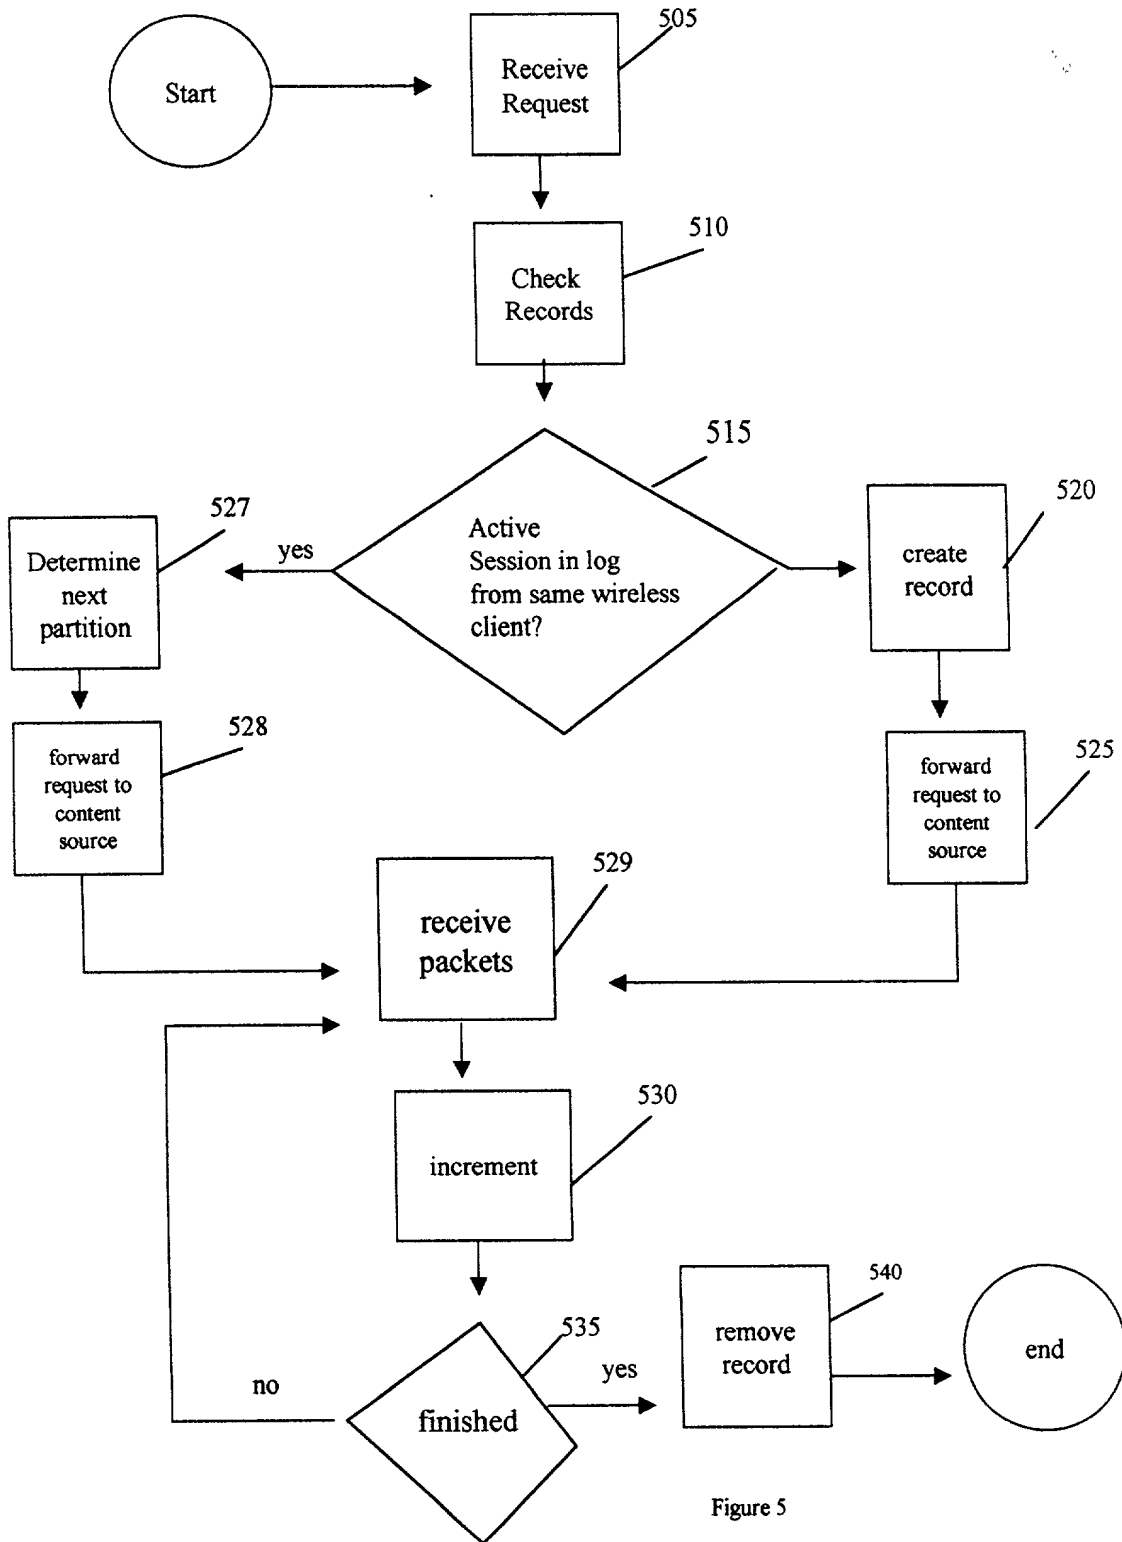 505
Start
Receive
Request
510
Check
Records
515
527
520
Active
Session in log
from same wireless
client?
yes
Determine
next
partition
create
record
528
525
forward
request to
content
source
forward
request to
content
source
529
receive
packets
530
increment
540
535
remove
record
end
yes
no
finished
Figure 5